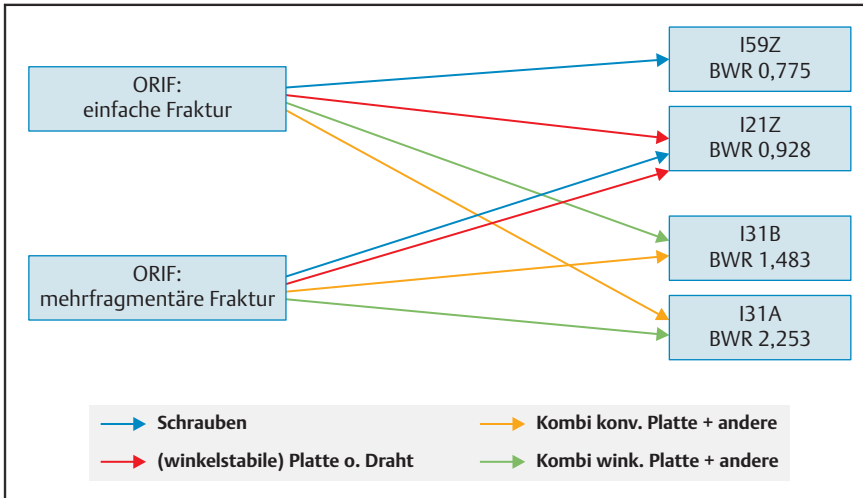 ORIF:
einfache Fraktur
ORIF:
mehrfragmentäre Fraktur
I59Z
BWR 0,775
I21Z
BWR 0,928
I31B
BWR 1,483
I31A
BWR 2,253
Schrauben
(winkelstabile) Platte o. Draht
Kombi konv. Platte + andere
Kombi wink. Platte + andere